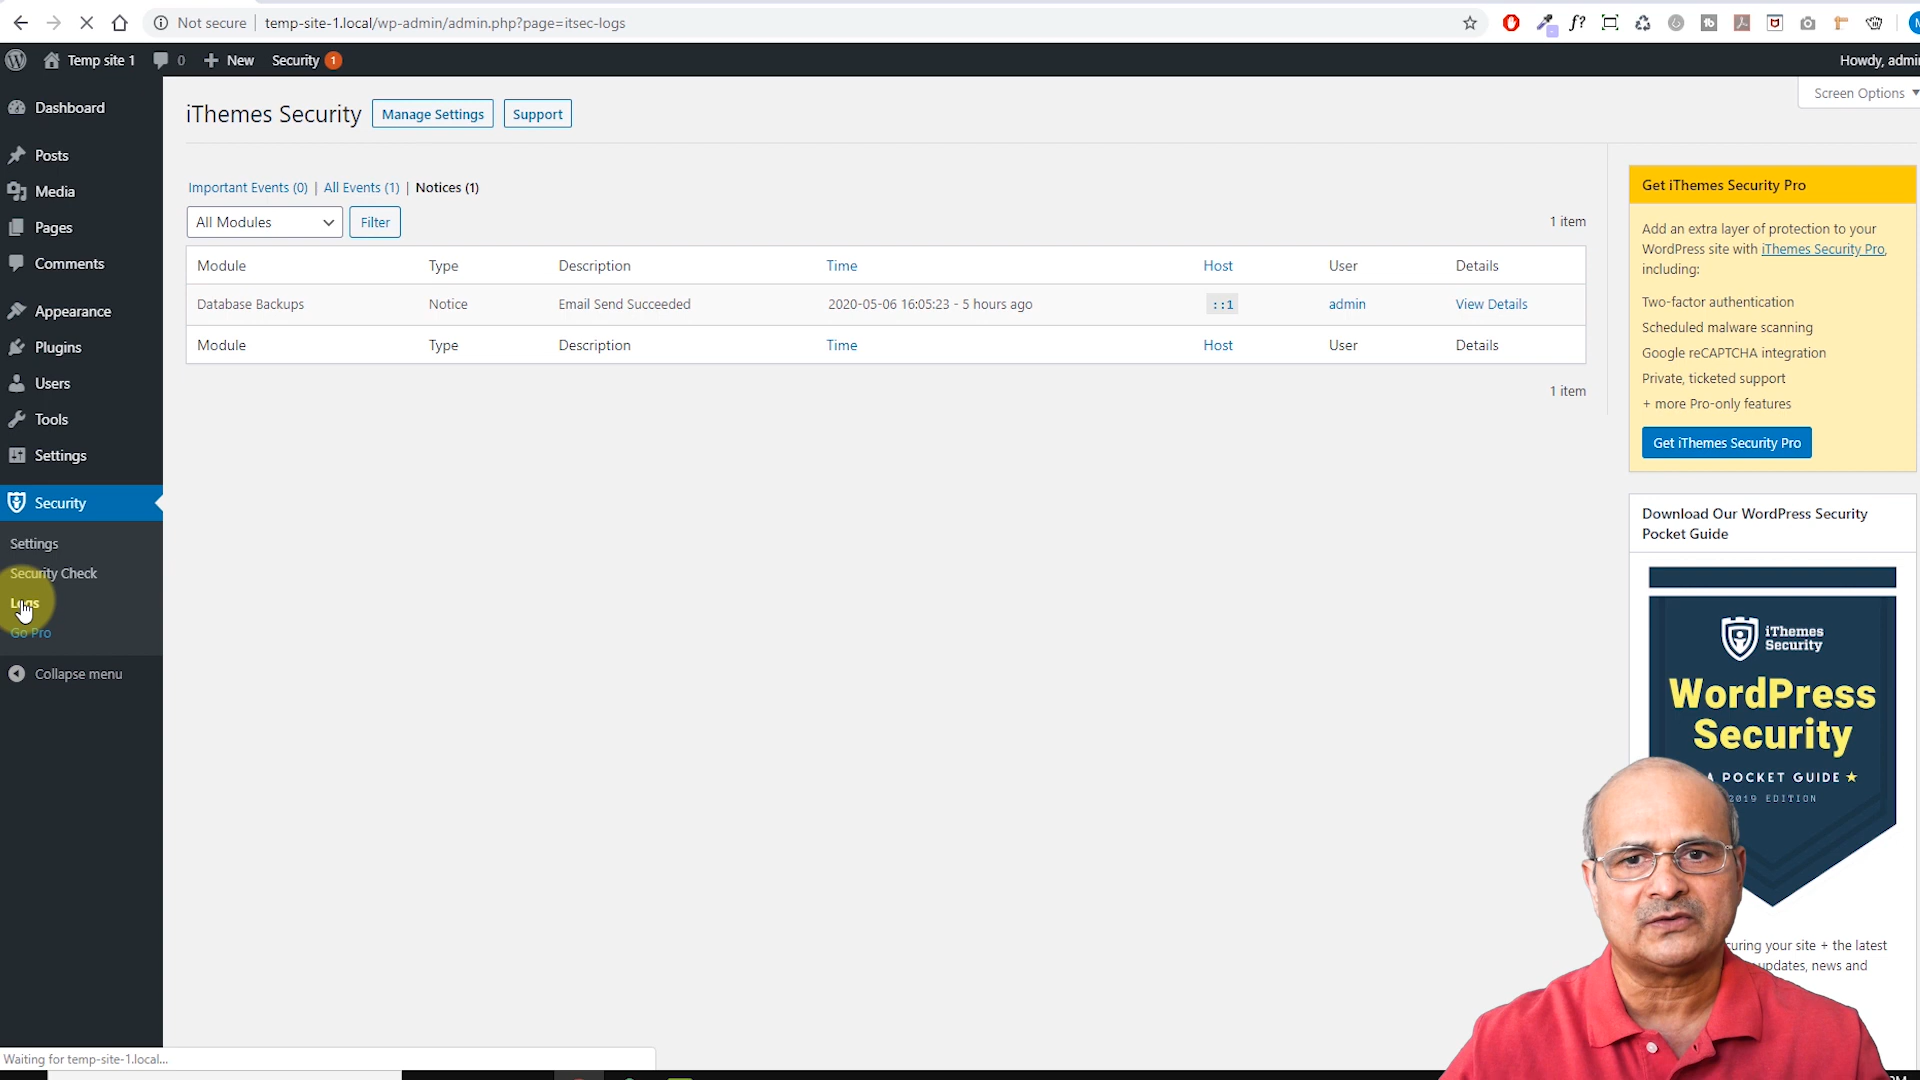 Not secure | temp-site-1.local/wp-admin/admin.php?page=itsec-logs
Temp site 1 0 + New Security 1
Howdy, admin
Dashboard
Posts
Media
Pages
Comments
Appearance
Plugins
Users
Tools
Settings
Security
Settings
Security Check
Logs
Go Pro
Collapse menu
Screen Options
iThemes Security Manage Settings Support
Important Events (0) | All Events (1) | Notices (1)
All Modules Filter
1 item
Module Type Description Time Host User Details
Database Backups Notice Email Send Succeeded 2020-05-06 16:05:23 - 5 hours ago ::1 admin View Details
Module Type Description Time Host User Details
1 item
Get iThemes Security Pro
Add an extra layer of protection to your
WordPress site with iThemes Security Pro,
including:
Two-factor authentication
Scheduled malware scanning
Google reCAPTCHA integration
Private, ticketed support
+ more Pro-only features
Get iThemes Security Pro
Download Our WordPress Security
Pocket Guide
iThemes
Security
WordPress
Security
A POCKET GUIDE
2019 EDITION
your site + the latest
updates, news and
Waiting for temp-site-1.local...